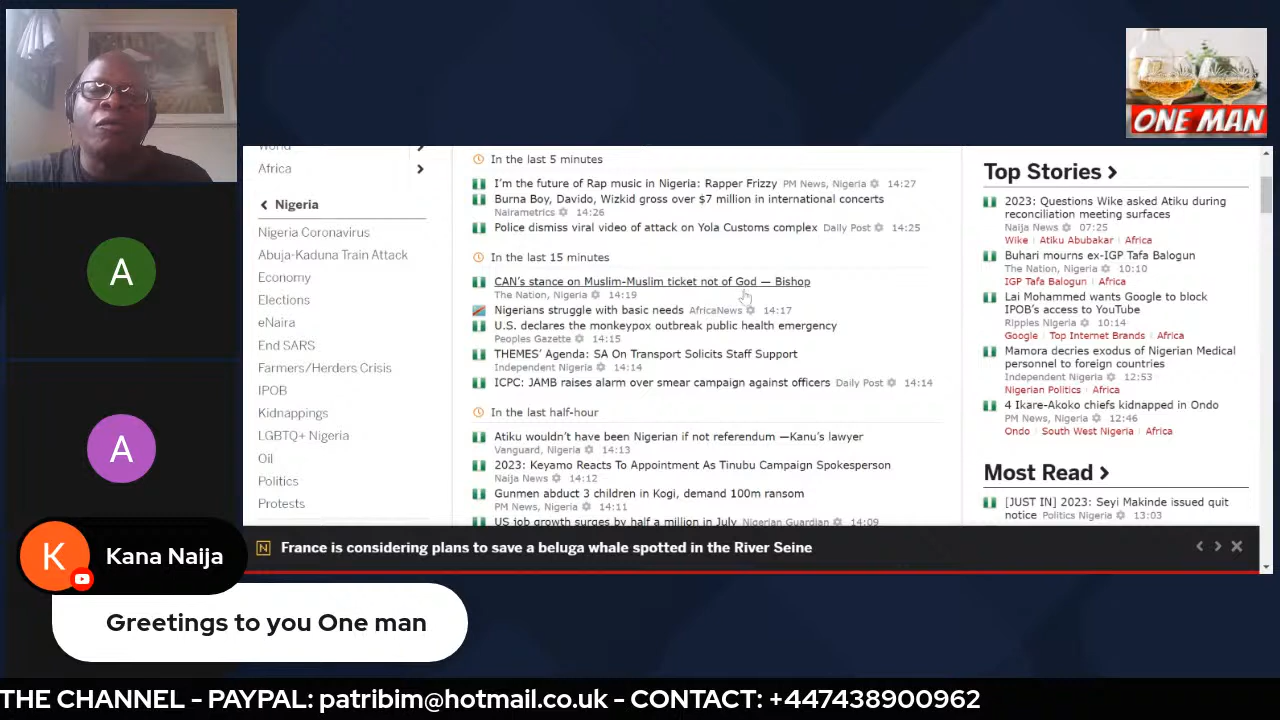 ONE MAN
World
Africa
Nigeria
Nigeria Coronavirus
Abuja-Kaduna Train Attack
Economy
Elections
eNaira
End SARS
Farmers/Herders Crisis
IPOB
Kidnappings
LGBTQ+ Nigeria
Oil
Politics
Protests
In the last 5 minutes
I'm the future of Rap music in Nigeria: Rapper Frizzy PM News, Nigeria 14:27
Burna Boy, Davido, Wizkid gross over $7 million in international concerts
Nairametrics 14:26
Police dismiss viral video of attack on Yola Customs complex Daily Post 14:25
In the last 15 minutes
CAN's stance on Muslim-Muslim ticket not of God — Bishop
The Nation, Nigeria 14:19
Nigerians struggle with basic needs AfricaNews 14:17
U.S. declares the monkeypox outbreak public health emergency
Peoples Gazette 14:15
THEMES' Agenda: SA On Transport Solicits Staff Support
Independent Nigeria 14:14
ICPC: JAMB raises alarm over smear campaign against officers Daily Post 14:14
In the last half-hour
Atiku wouldn't have been Nigerian if not referendum —Kanu's lawyer
Vanguard, Nigeria 14:13
2023: Keyamo Reacts To Appointment As Tinubu Campaign Spokesperson
Naija News 14:12
Gunmen abduct 3 children in Kogi, demand 100m ransom
PM News, Nigeria 14:11
US job growth surges by half a million in July Nigerian Guardian 14:09
Top Stories
2023: Questions Wike asked Atiku during
reconciliation meeting surfaces
Naija News 07:25
Wike Atiku Abubakar Africa
Buhari mourns ex-IGP Tafa Balogun
The Nation, Nigeria 10:10
IGP Tafa Balogun Africa
Lai Mohammed wants Google to block
IPOB's access to YouTube
Ripples Nigeria 10:14
Google Top Internet Brands Africa
Mamora decries exodus of Nigerian Medical
personnel to foreign countries
Independent Nigeria 12:53
Nigerian Politics Africa
4 Ikare-Akoko chiefs kidnapped in Ondo
PM News, Nigeria 12:46
Ondo South West Nigeria Africa
Most Read
[JUST IN] 2023: Seyi Makinde issued quit
notice Politics Nigeria 13:03
N France is considering plans to save a beluga whale spotted in the River Seine
A
A
K
Kana Naija
Greetings to you One man
THE CHANNEL - PAYPAL: patribim@hotmail.co.uk - CONTACT: +447438900962